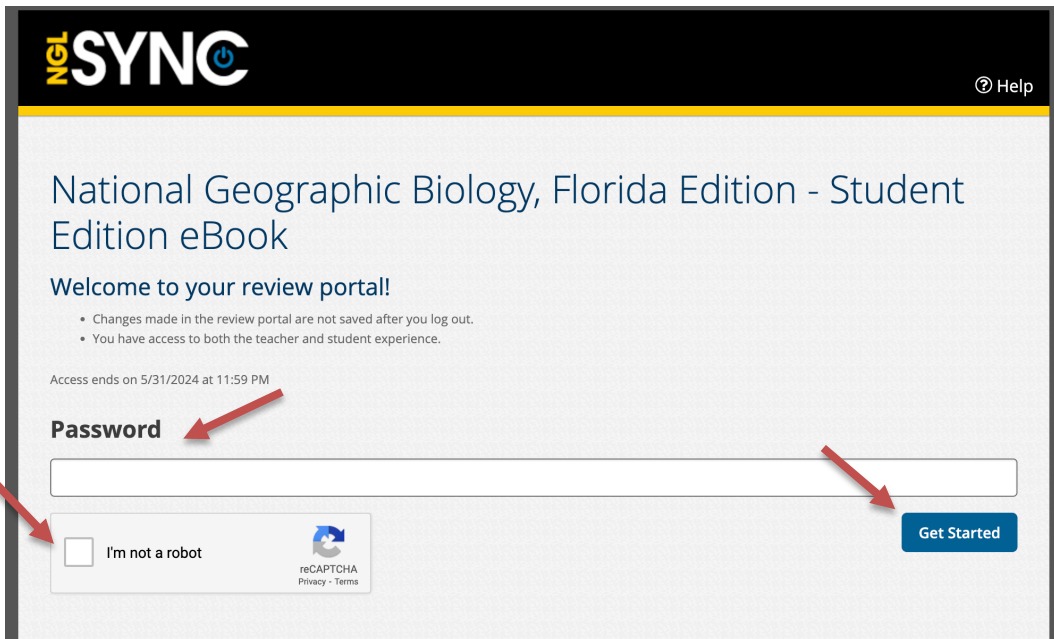 NGL SYNC
Help
National Geographic Biology, Florida Edition - Student
Edition eBook
Welcome to your review portal!
• Changes made in the review portal are not saved after you log out.
• You have access to both the teacher and student experience.
Access ends on 5/31/2024 at 11:59 PM
Password
I'm not a robot
reCAPTCHA
Privacy - Terms
Get Started